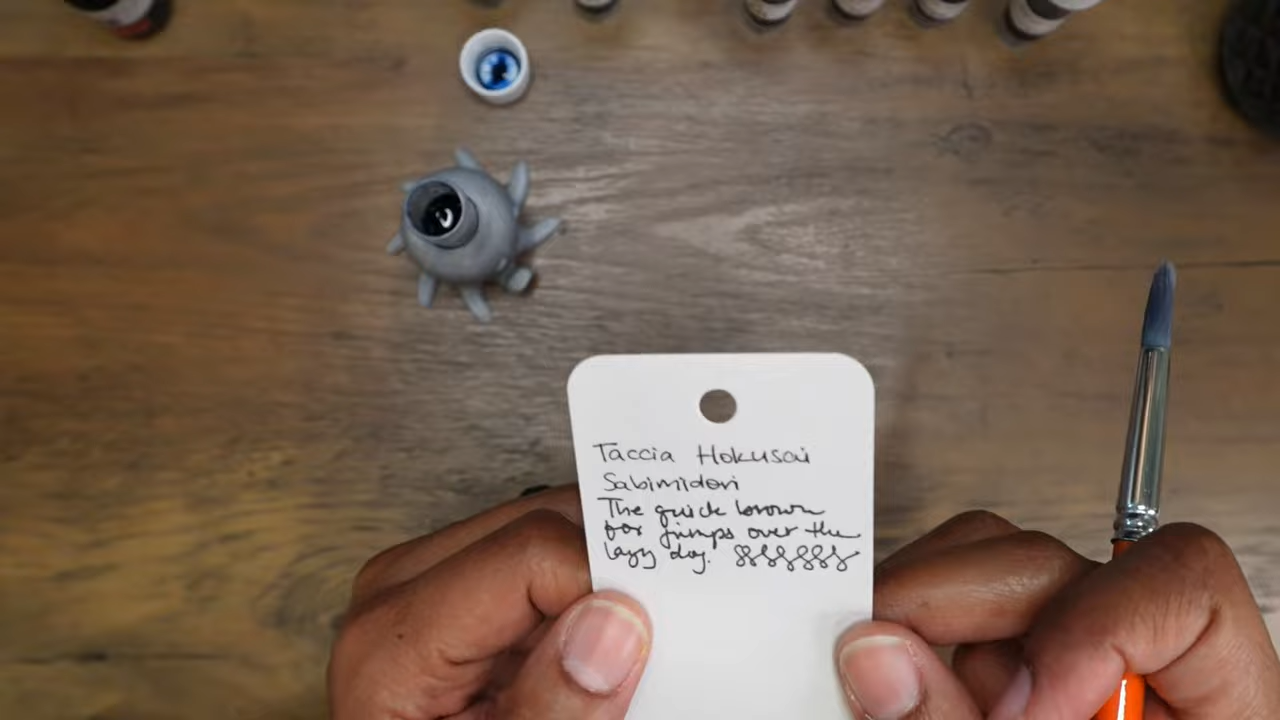 Taccia Hokusai
Sabimidori
The quick brown
fox jumps over the
lazy dog.